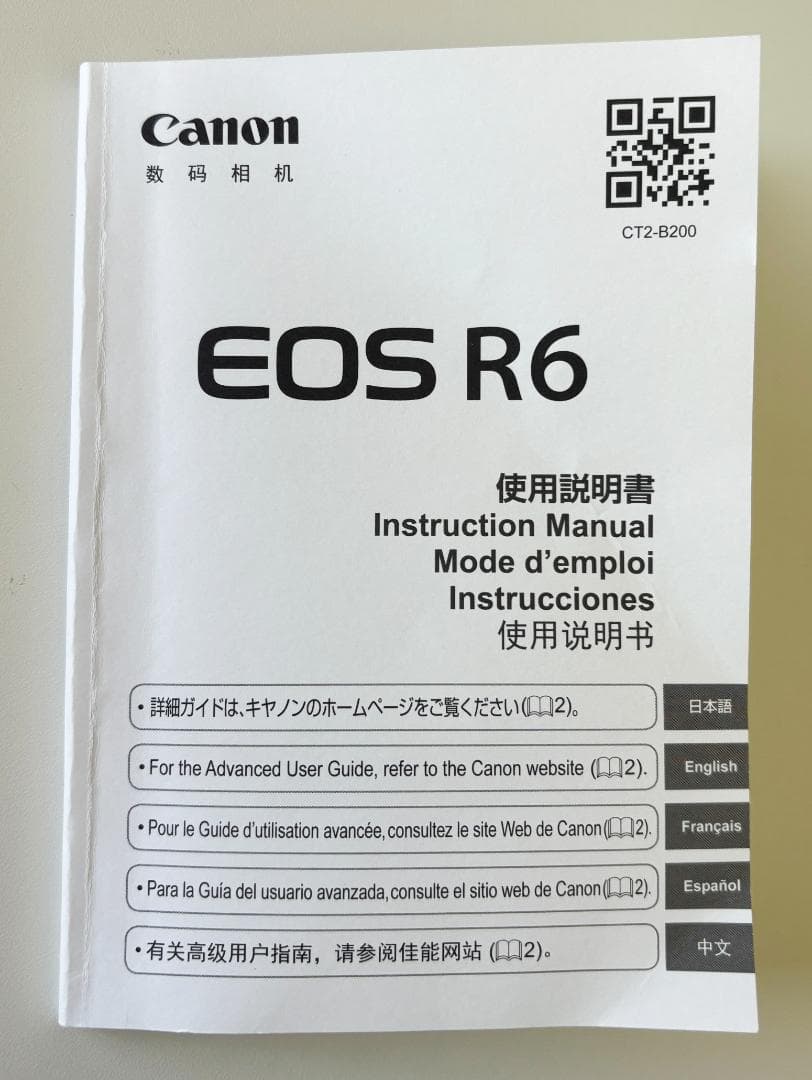 Canon
数 码 相 机
CT2-B200
EOS R6
使用説明書
Instruction Manual
Mode d'emploi
Instrucciones
使用说明书
・詳細ガイドは、キヤノンのホームページをご覧ください(2)。
日本語
• For the Advanced User Guide, refer to the Canon website (2).
English
• Pour le Guide d'utilisation avancée, consultez le site Web de Canon(2).
Français
• Para la Guía del usuario avanzada, consulte el sitio web de Canon(2).
Español
• 有关高级用户指南，请参阅佳能网站 (2)。
中文